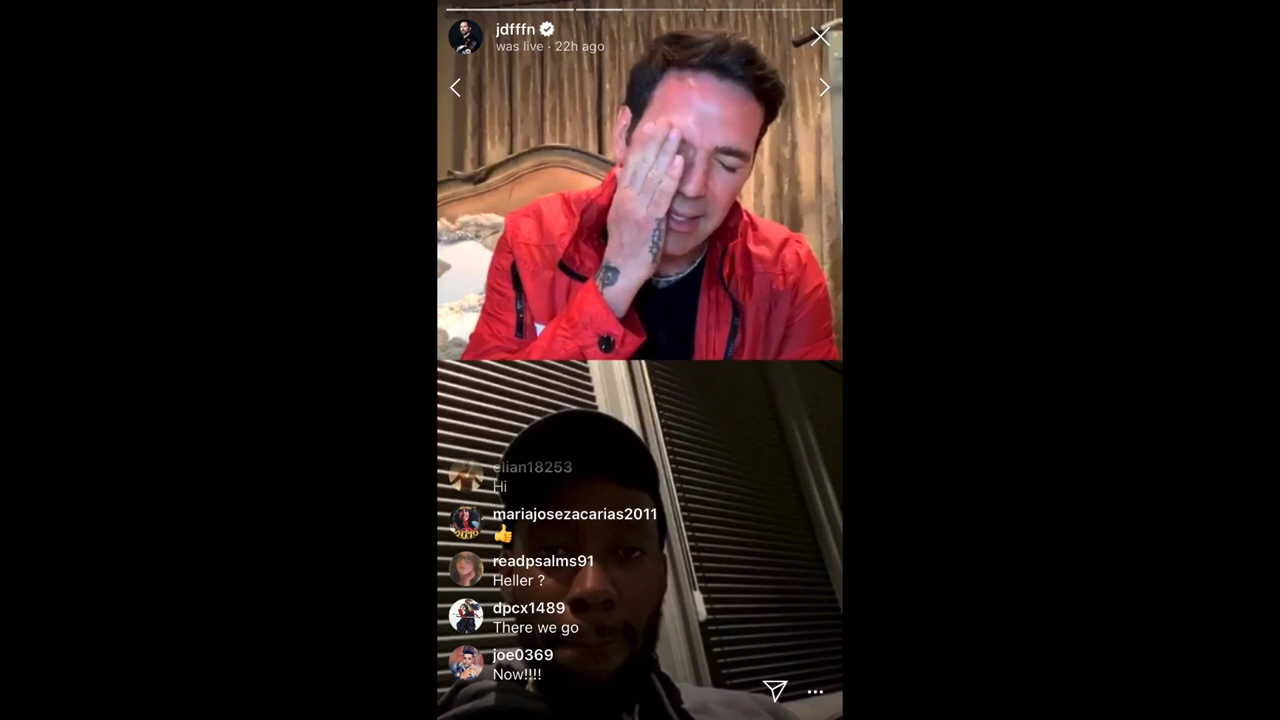 jdfffn
was live · 22h ago
elian18253
Hi
mariajosezacarias2011
👍
readpsalms91
Heller ?
dpcx1489
There we go
joe0369
Now!!!!